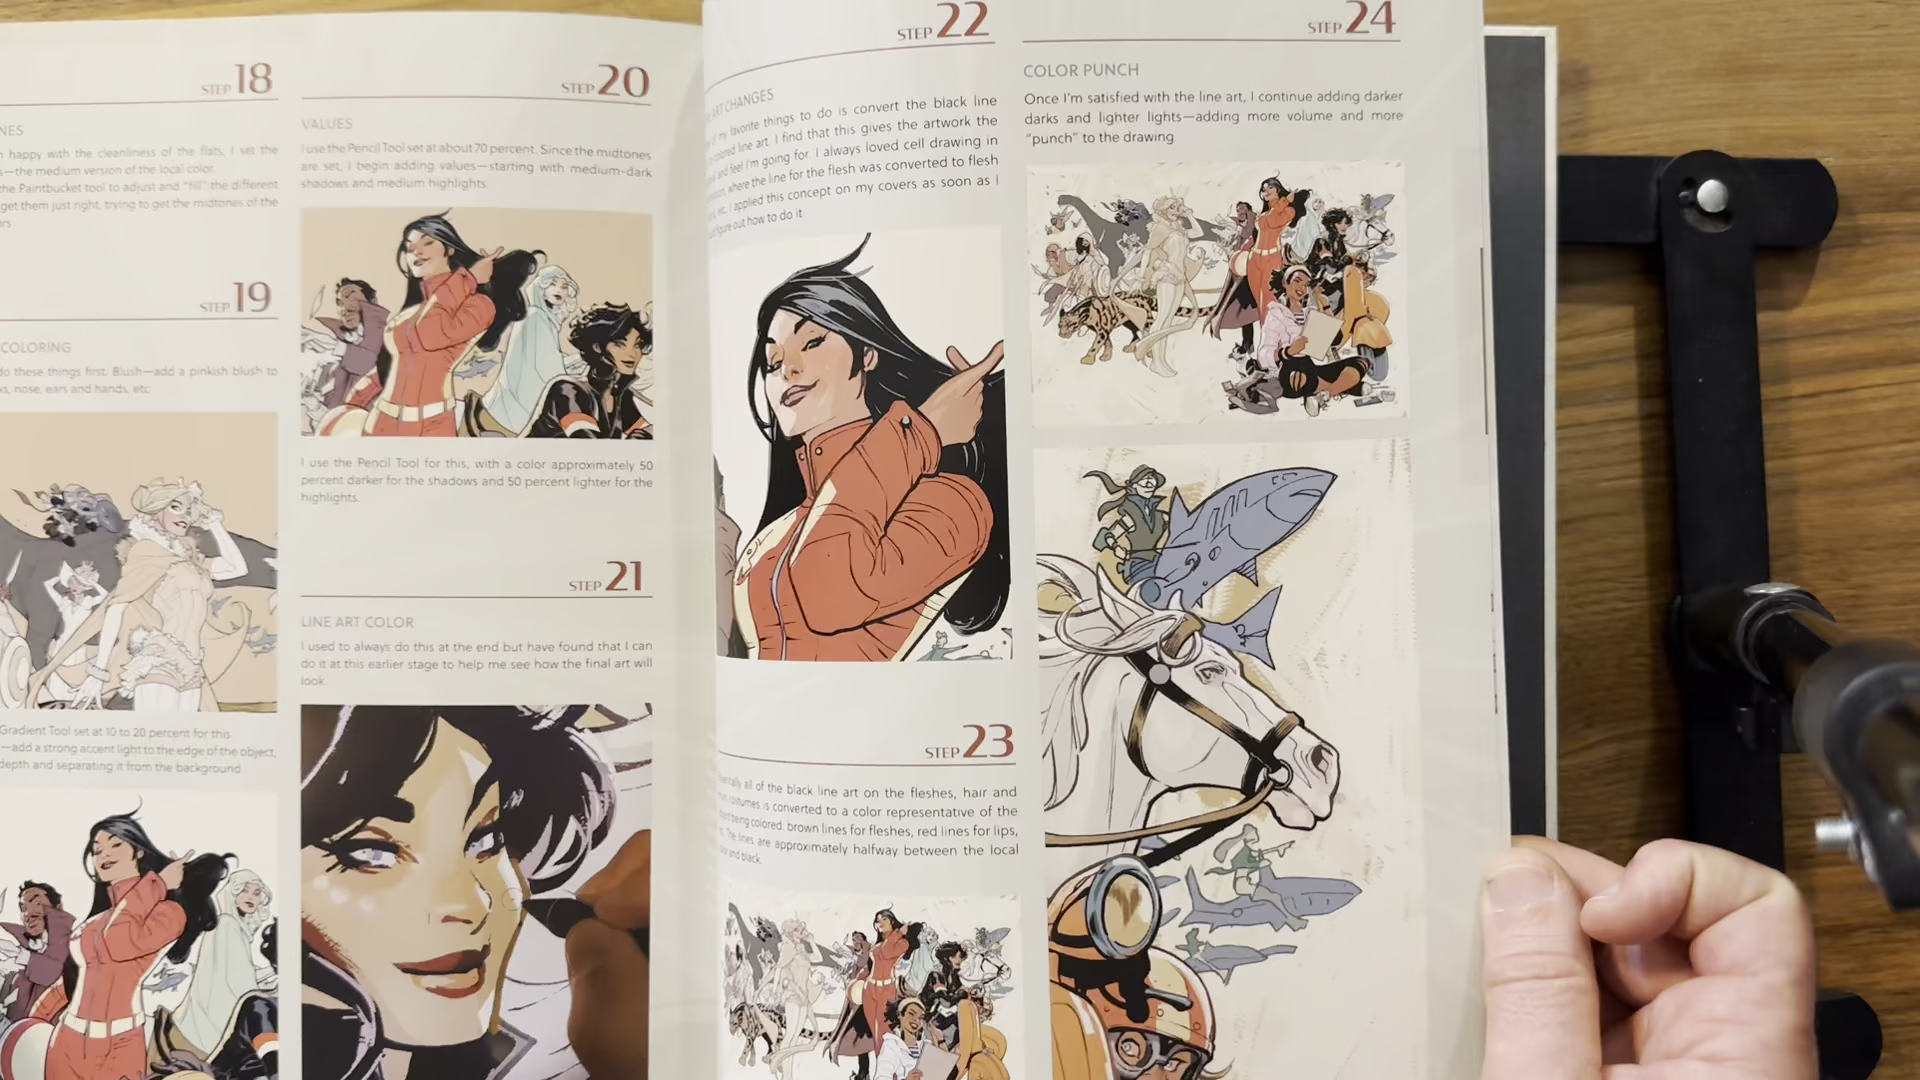 STEP 18
NES
happy with the cleanliness of the flats, I set the
—the medium version of the local color.
the Paintbucket tool to adjust and "fill" the different
get them just right, trying to get the midtones of the
STEP 19
COLORING
do these things first: Blush—add a pinkish blush to
nose, ears and hands, etc.
Gradient Tool set at 10 to 20 percent for this.
—add a strong accent light to the edge of the object,
depth and separating it from the background.
STEP 20
VALUES
I use the Pencil Tool set at about 70 percent. Since the midtones
are set, I begin adding values—starting with medium-dark
shadows and medium highlights.
I use the Pencil Tool for this, with a color approximately 50
percent darker for the shadows and 50 percent lighter for the
highlights.
STEP 21
LINE ART COLOR
I used to always do this at the end but have found that I can
do it at this earlier stage to help me see how the final art will
look.
STEP 22
ART CHANGES
my favorite things to do is convert the black line
colored line art. I find that this gives the artwork the
and feel I'm going for. I always loved cell drawing in
where the line for the flesh was converted to flesh
etc. I applied this concept on my covers as soon as I
figure out how to do it
STEP 23
all of the black line art on the fleshes, hair and
costumes is converted to a color representative of the
being colored: brown lines for fleshes, red lines for lips,
The lines are approximately halfway between the local
and black.
STEP 24
COLOR PUNCH
Once I'm satisfied with the line art, I continue adding darker
darks and lighter lights—adding more volume and more
"punch" to the drawing